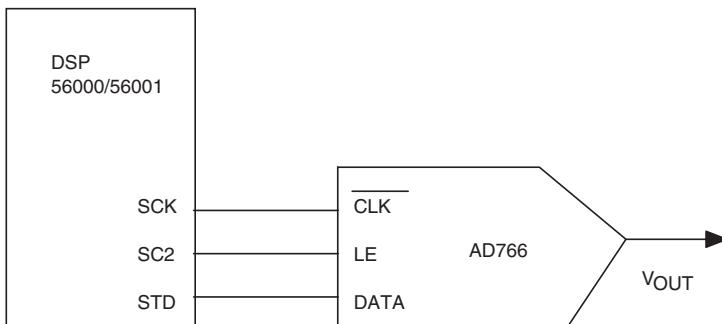 DSP
56000/56001
SCK
CLK
SC2
LE
AD766
STD
DATA
VOUT